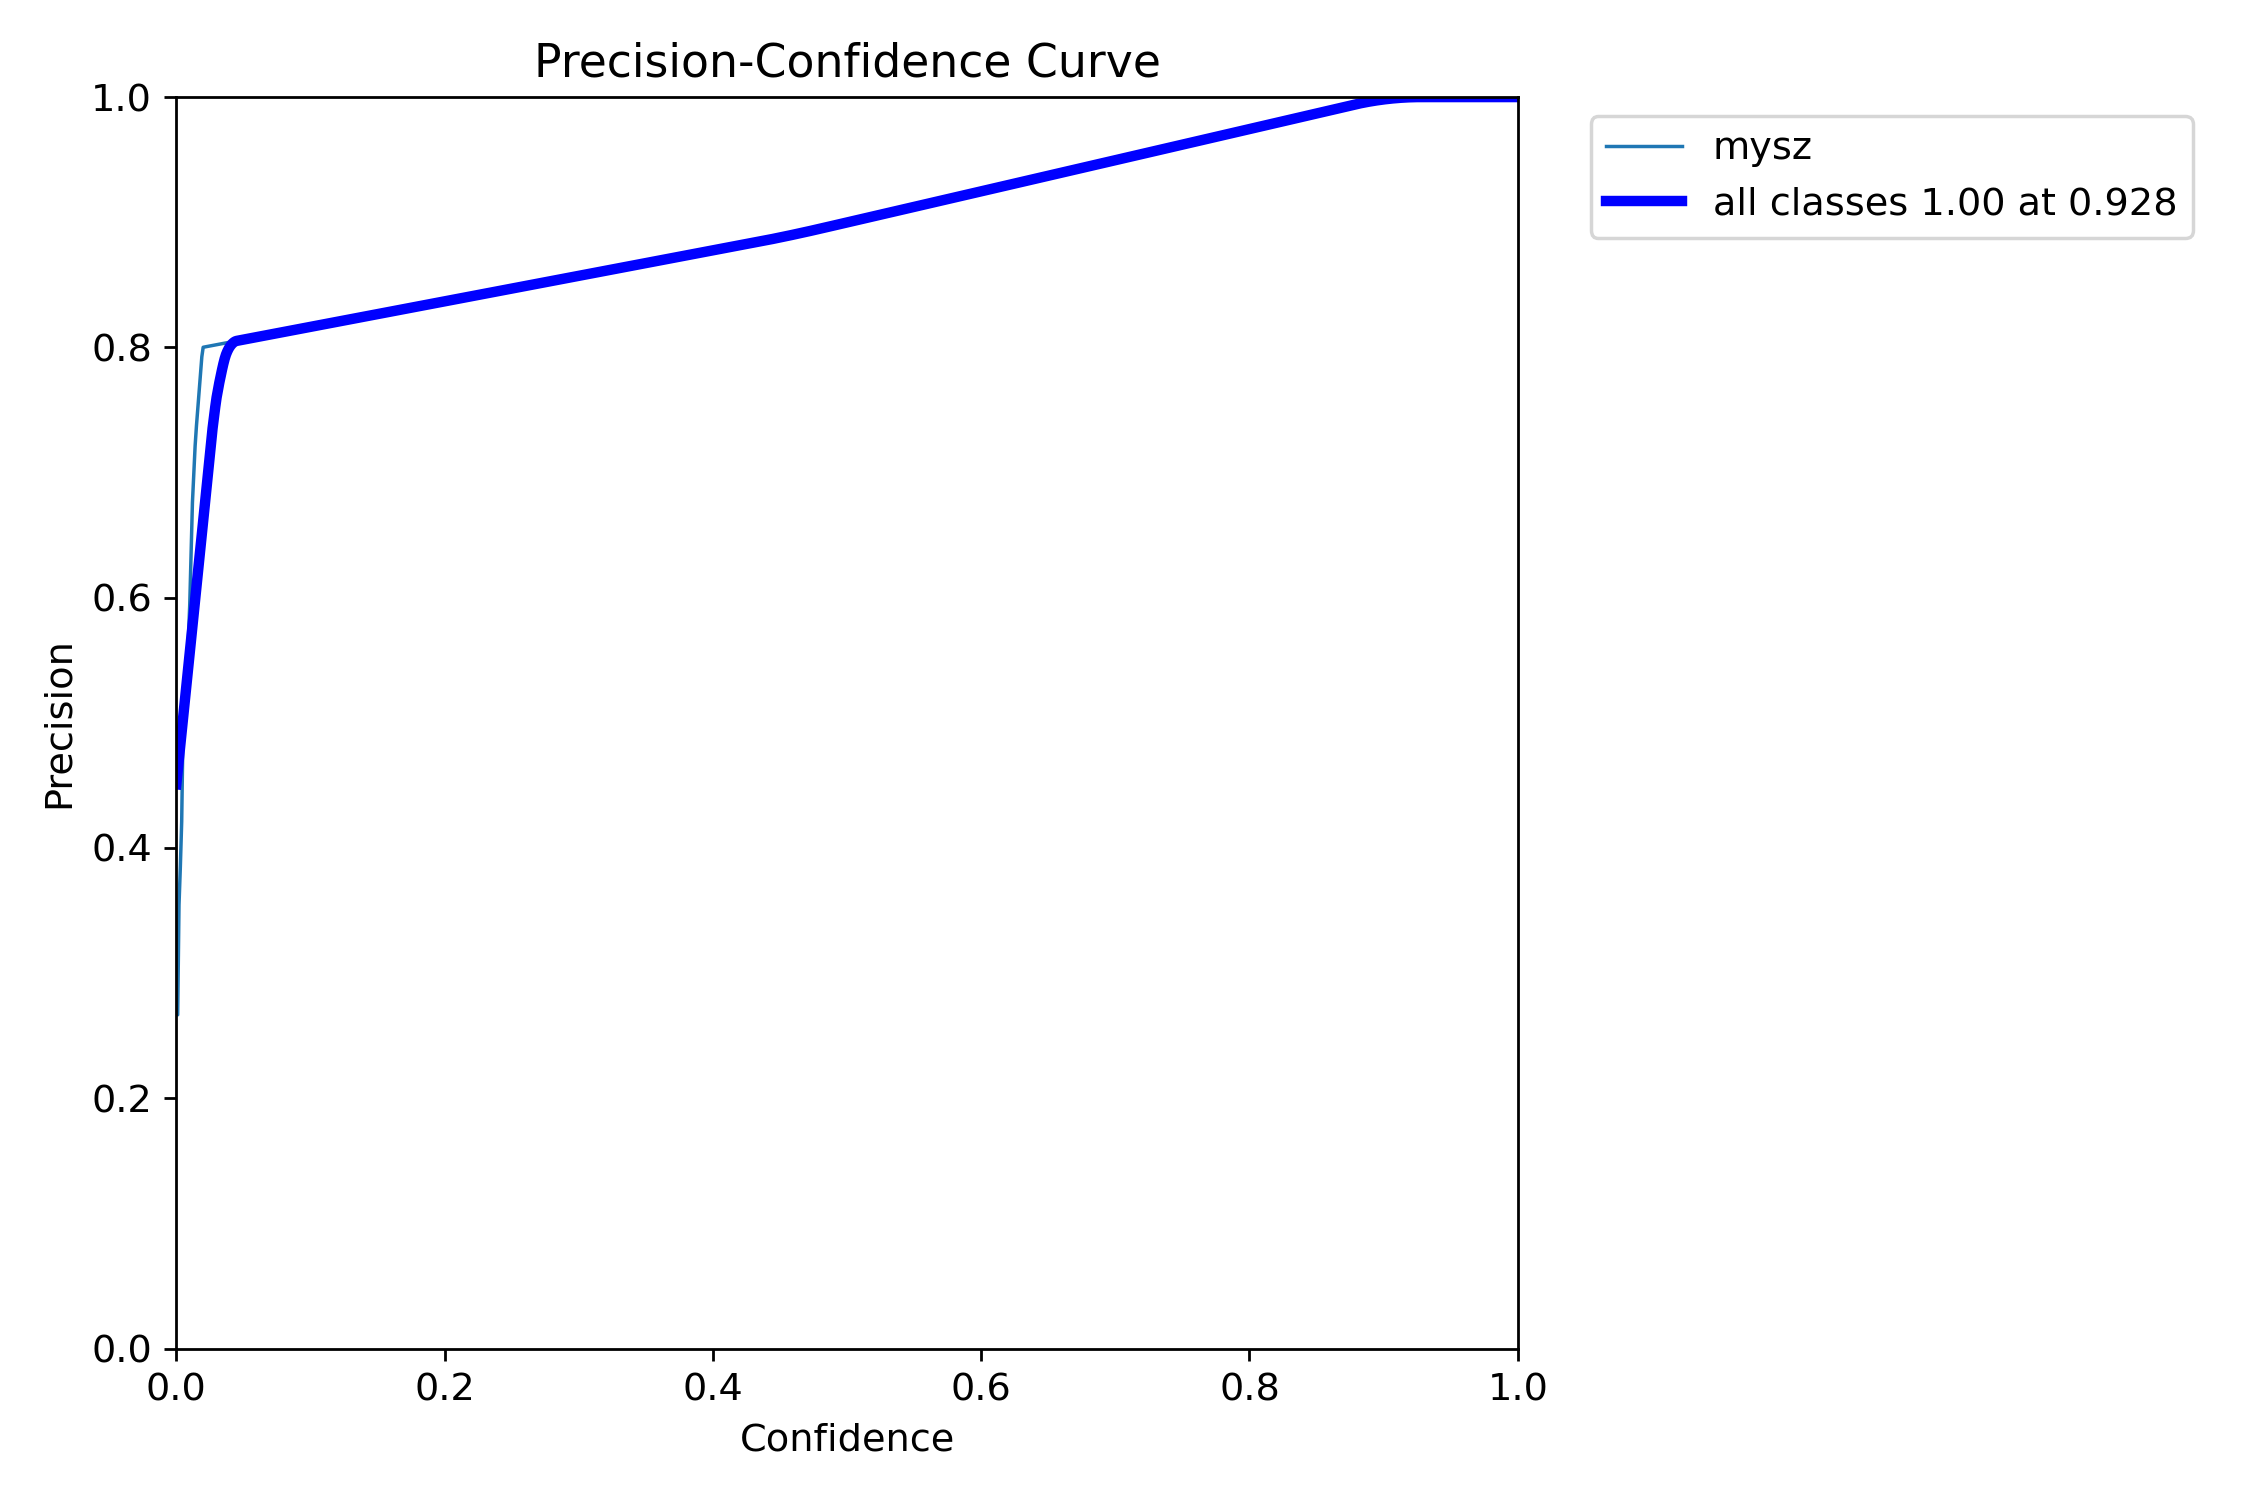 Precision-Confidence Curve
mysz
all classes 1.00 at 0.928
Precision
1.0
0.8
0.6
0.4
0.2
0.0
0.0 0.2 0.4 0.6 0.8 1.0
Confidence